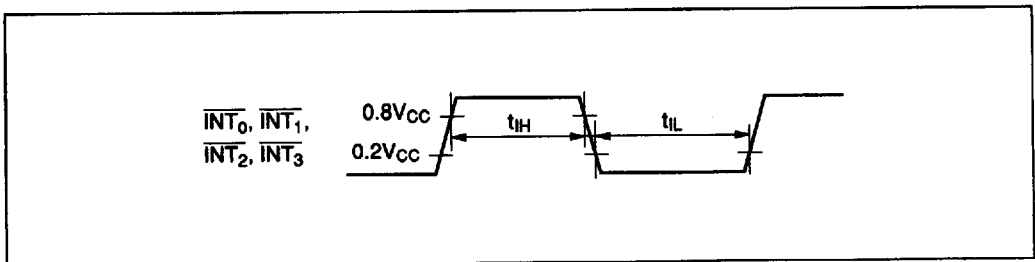 INT0, INT1,
INT2, INT3
0.8VCC
0.2VCC
tIH
tIL